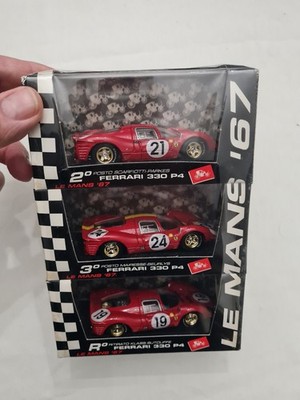 21
2° POSTO SCARFIOTTI-PARKES
FERRARI 330 P4
LE MANS '67
24
3° POSTO MAIRESSE-BEURLYS
FERRARI 330 P4
LE MANS '67
19
R° RITIRATO KLASS-SUTCLIFFE
FERRARI 330 P4
LE MANS '67
LE MANS '67